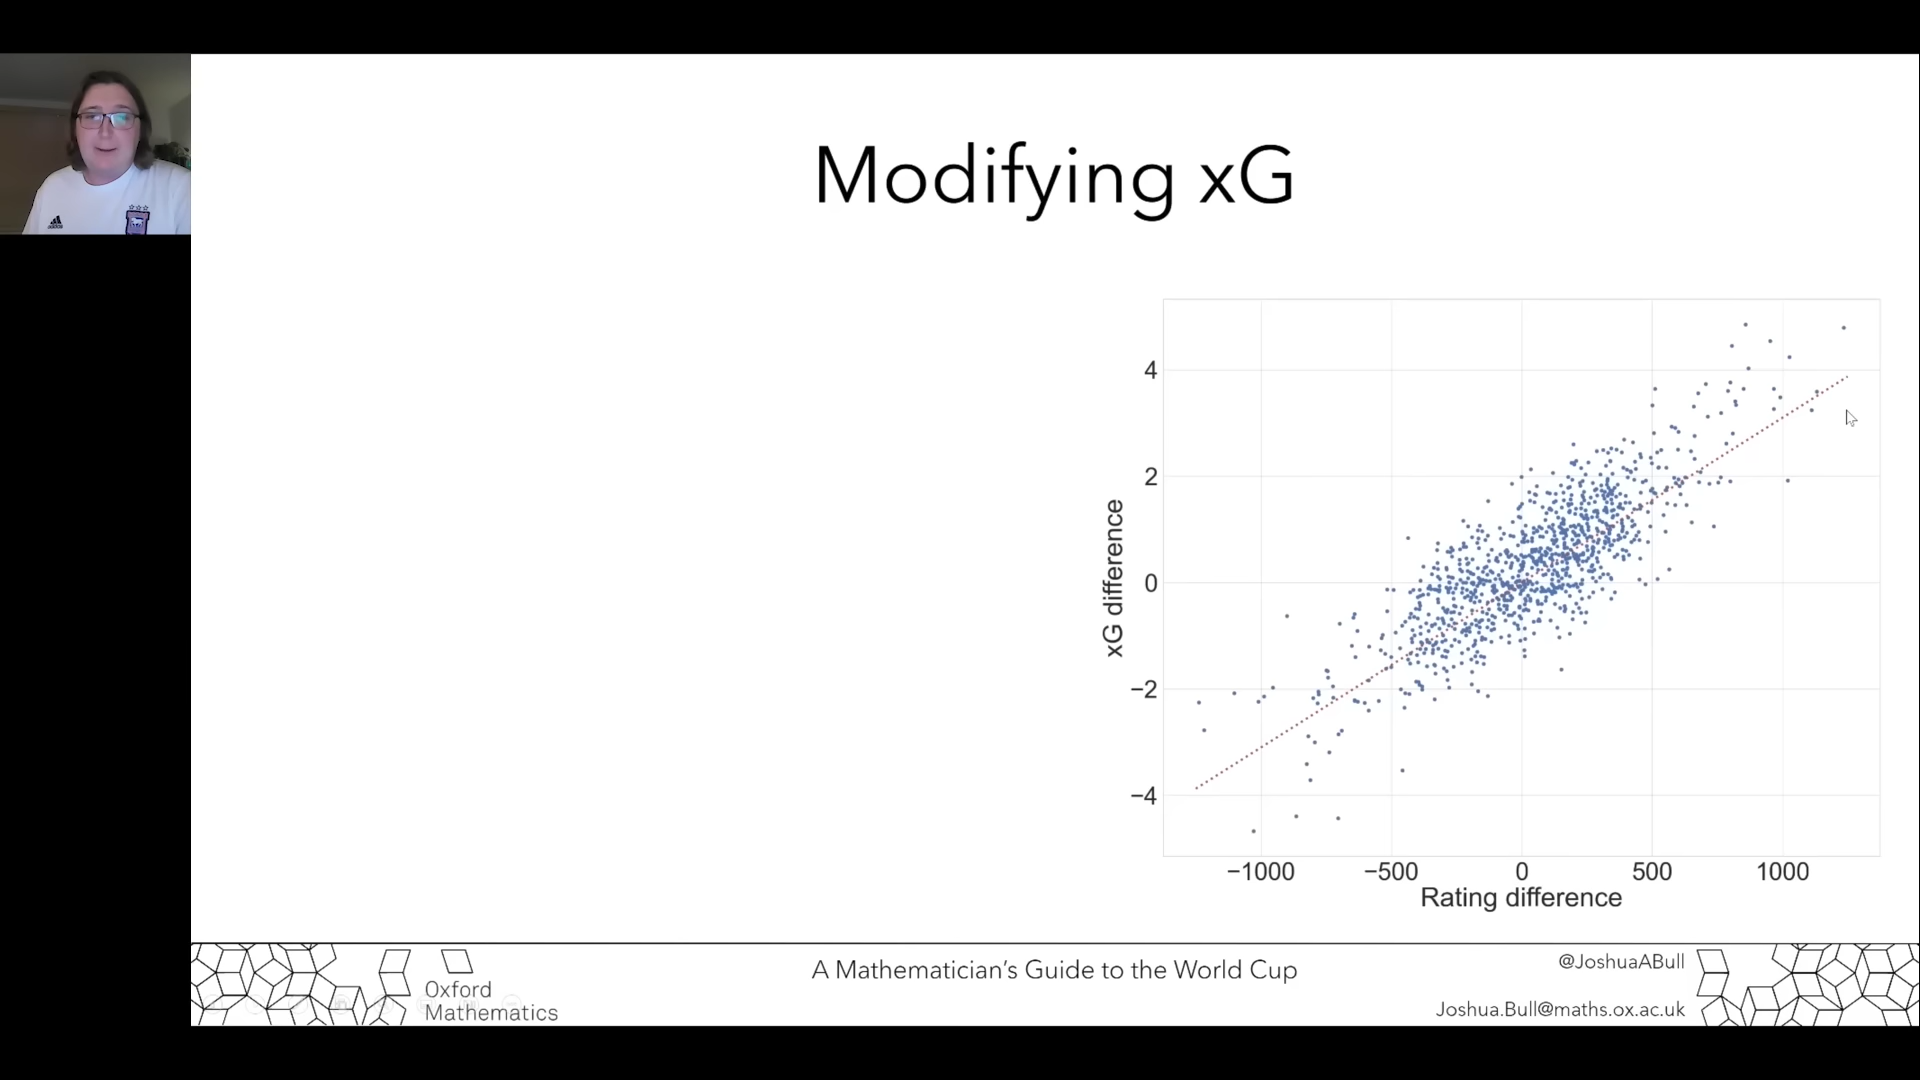 Modifying xG
4
2
0
−2
−4
xG difference
−1000
−500
0
500
1000
Rating difference
Oxford
Mathematics
A Mathematician's Guide to the World Cup
@JoshuaABull
Joshua.Bull@maths.ox.ac.uk